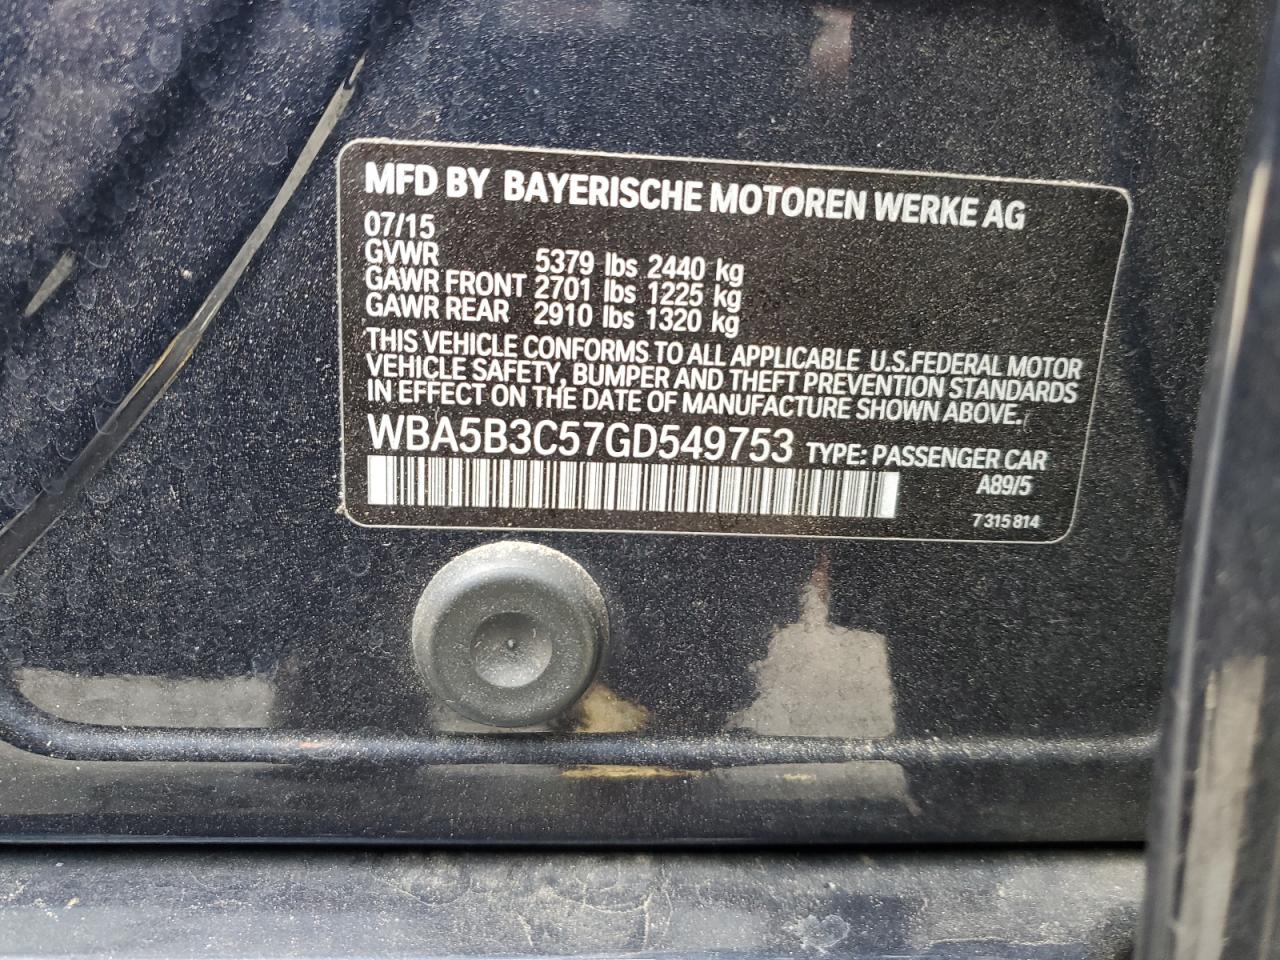 MFD BY BAYERISCHE MOTOREN WERKE AG
07/15
GVWR 5379 lbs 2440 kg
GAWR FRONT 2701 lbs 1225 kg
GAWR REAR 2910 lbs 1320 kg
THIS VEHICLE CONFORMS TO ALL APPLICABLE U.S.FEDERAL MOTOR
VEHICLE SAFETY, BUMPER AND THEFT PREVENTION STANDARDS
IN EFFECT ON THE DATE OF MANUFACTURE SHOWN ABOVE.
WBA5B3C57GD549753 TYPE: PASSENGER CAR
A89/5
7 315 814